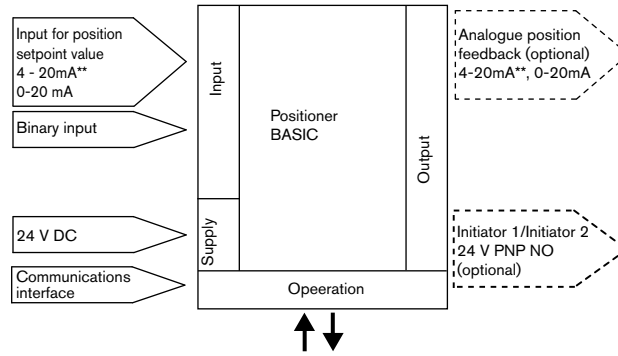 Input for position
setpoint value
4 - 20mA**
0-20 mA
Binary input
24 V DC
Communications
interface
Input
Supply
Positioner
BASIC
Output
Opeeration
Analogue position
feedback (optional)
4-20mA**, 0-20mA
Initiator 1/Initiator 2
24 V PNP NO
(optional)